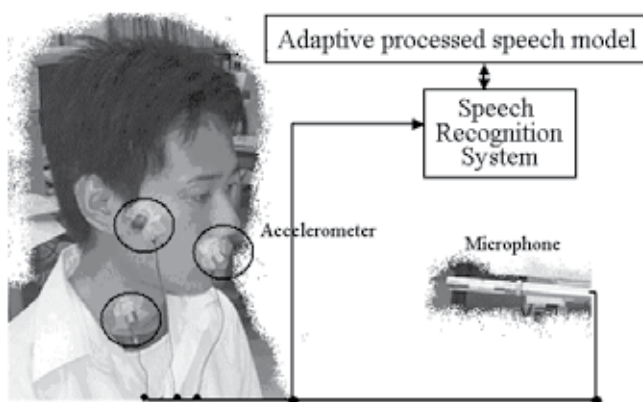 Adaptive processed speech model
Speech
Recognition
System
Accelerometer
Microphone